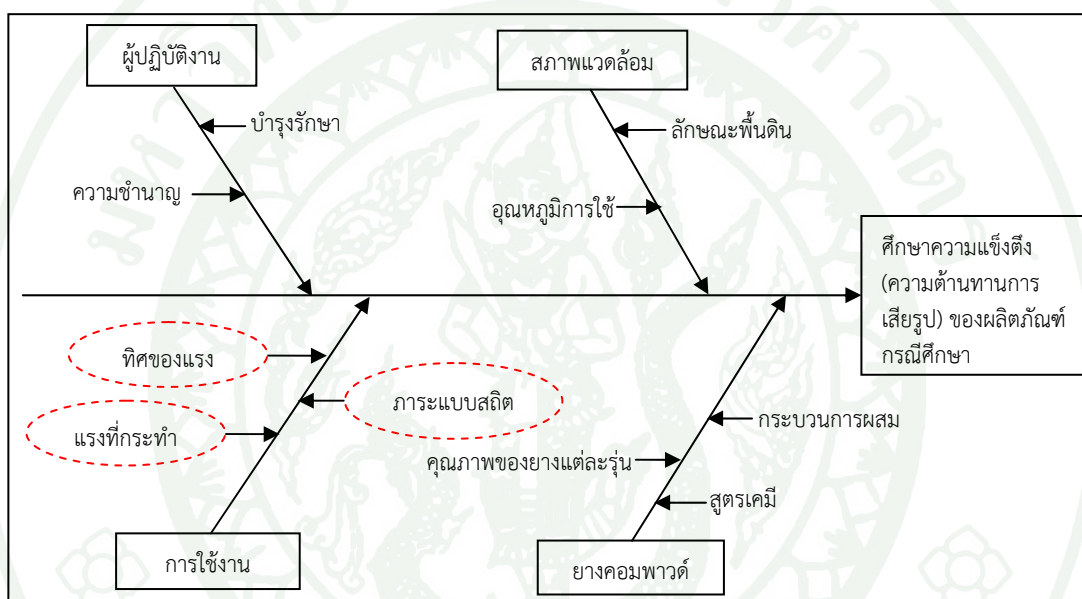 ผู้ปฏิบัติงาน
สภาพแวดล้อม
บำรุงรักษา
ลักษณะพื้นดิน
ความชำนาญ
อุณหภูมิการใช้
ศึกษาความแข็งตึง
(ความต้านทานการ
เสียรูป) ของผลิตภัณฑ์
กรณีศึกษา
ทิศของแรง
ภาระแบบสถิต
แรงที่กระทำ
กระบวนการผสม
คุณภาพของยางแต่ละรุ่น
สูตรเคมี
การใช้งาน
ยางคอมพาวด์